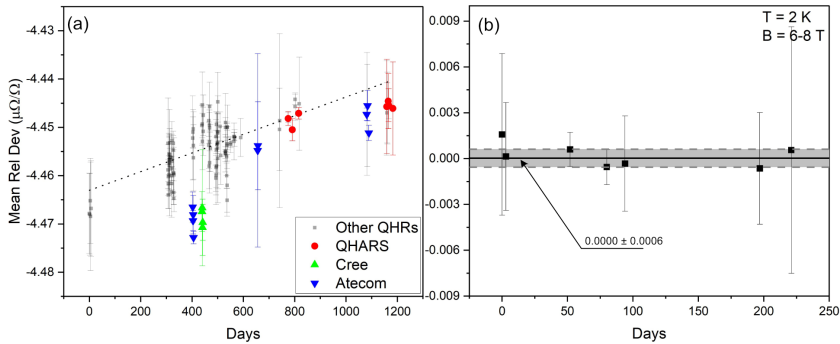 (a)
-4.43
-4.44
-4.45
-4.46
-4.47
-4.48
Mean Rel Dev (μΩ/Ω)
Other QHRs
QHARS
Cree
Atecom
0 200 400 600 800 1000 1200
Days
(b)
T = 2 K
B = 6-8 T
0.009
0.006
0.003
0.000
-0.003
-0.006
-0.009
0.0000 ± 0.0006
0 50 100 150 200 250
Days